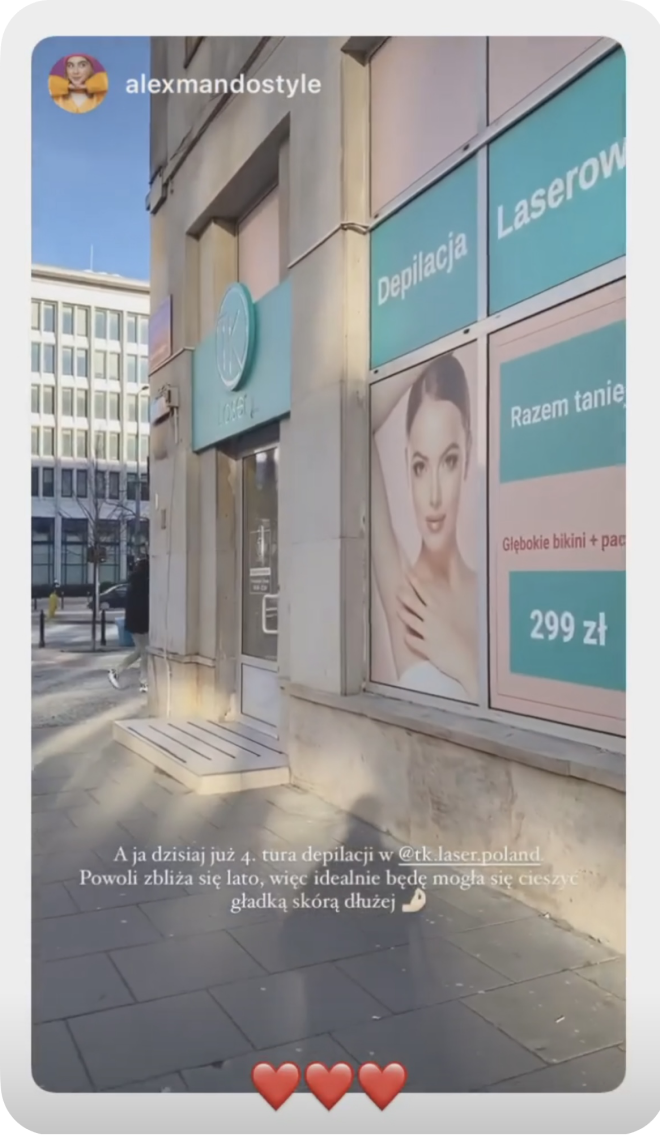 alexmandostyle
Depilacja
Laserow
TK
Razem taniej
Głębokie bikini + pac
299 zł
A ja dzisiaj już 4. tura depilacji w @tk.laser.poland
Powoli zbliża się lato, więc idealnie będę mogła się cieszyć
gładką skórą dłużej